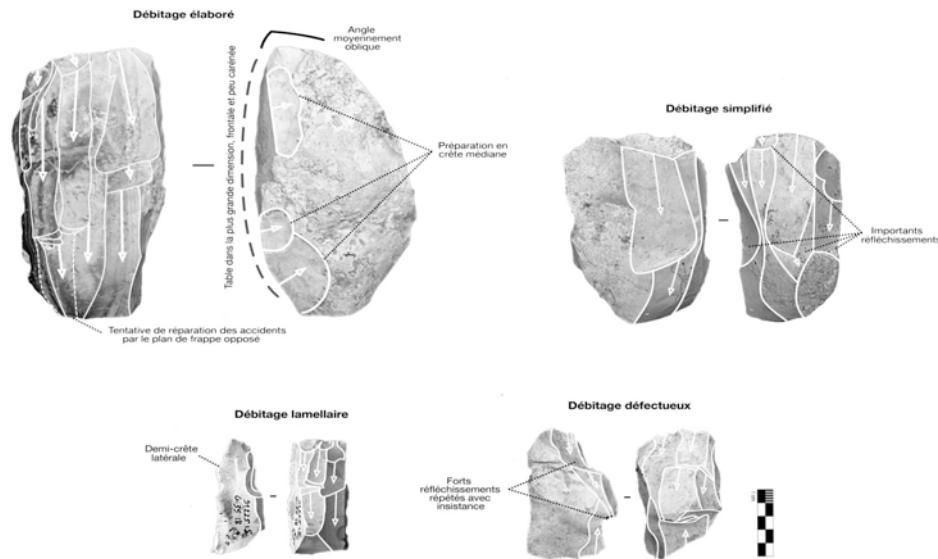 Débitage élaboré
Angle
moyennement
oblique
Table dans la plus grande dimension, frontale et peu carénée
Préparation en
crête médiane
Tentative de réparation des accidents
par le plan de frappe opposé
Débitage simplifié
Importants
réfléchissements
Débitage lamellaire
Demi-crête
latérale
Débitage défectueux
Forts
réfléchissements
répétés avec
insistance